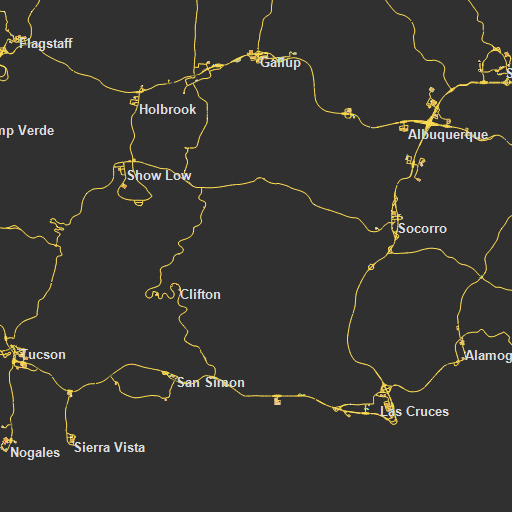 Flagstaff
Gallup
S
Holbrook
mp Verde
Albuquerque
Show Low
Socorro
Clifton
Tucson
Alamog
San Simon
Las Cruces
Sierra Vista
Nogales